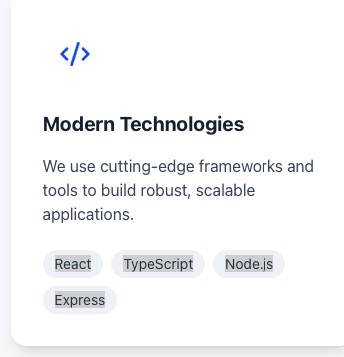 </>
Modern Technologies
We use cutting-edge frameworks and
tools to build robust, scalable
applications.
React TypeScript Node.js
Express